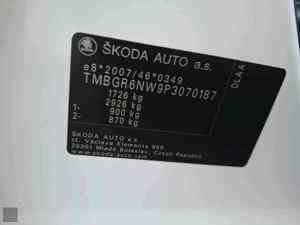 ŠKODA AUTO a.s.
e8*2007/46*0349
TMBGR6NW9P3070187
1726 kg
2926 kg
1- 900 kg
2- 870 kg
ŠKODA AUTO a.s.
tř. Václava Klementa 869
29301 Mladá Boleslav, Czech Republic
www.skoda-auto.com
DLAA